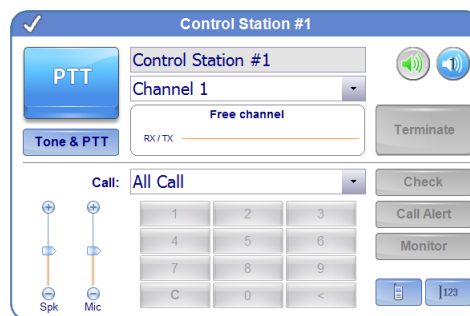 Control Station #1
PTT
Control Station #1
Channel 1
Free channel
RX / TX
Tone & PTT
Terminate
Call:
All Call
Check
1 2 3
Call Alert
4 5 6
Monitor
7 8 9
C 0 <
123
Spk Mic